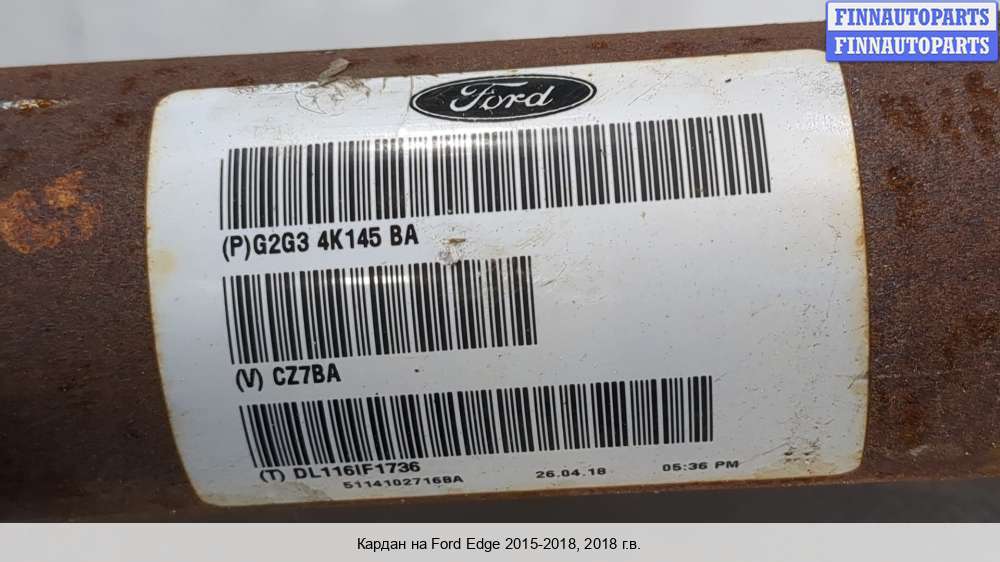 FINNAUTOPARTS
FINNAUTOPARTS
Ford
(P)G2G3 4K145 BA
(V) CZ7BA
(T) DL116IF1736
5114102716BA 26.04.18 05:36 PM
Кардан на Ford Edge 2015-2018, 2018 г.в.